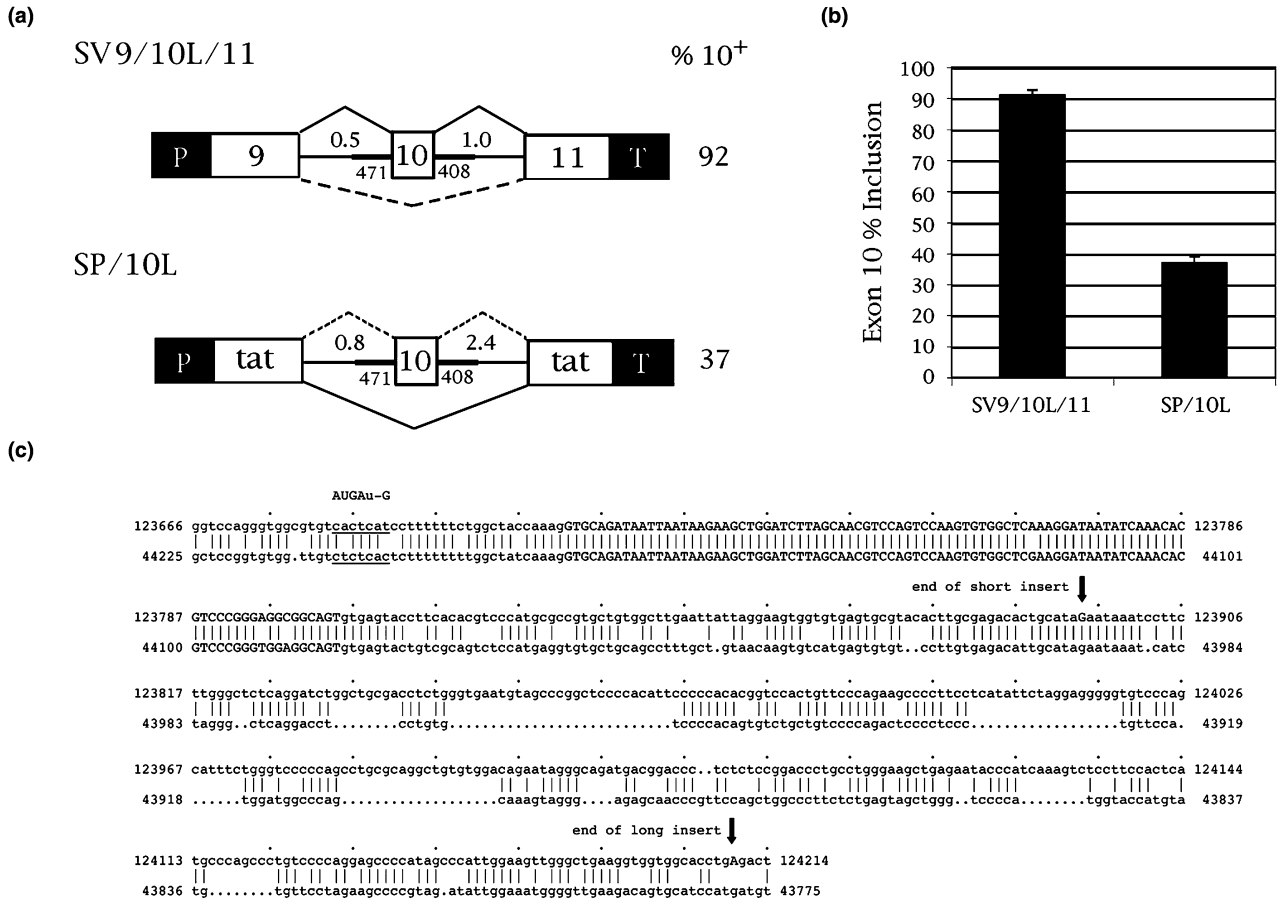 (a)
SV9/10L/11
% 10+
P 9 0.5 10 1.0 11 T 92
471 408
SP/10L
P tat 0.8 10 2.4 tat T 37
471 408
(b)
Exon 10 % Inclusion
100
90
80
70
60
50
40
30
20
10
0
SV9/10L/11 SP/10L
(c)
AUGAu-G
123666 ggtccagggtggcgtgtcactcatccttttttctggctaccaaagGTGCAGATAATTAATAAGAAGCTGGATCTTAGCAACGTCCAGTCCAAGTGTGGCTCAAAGGATAATATCAAACAC 123786
44225 gctccggtgtgg.ttgtctctcactcttttttttttggctatcaaagGTGCAGATAATTAATAAGAAGCTGGATCTTAGCAACGTCCAGTCCAAGTGTGGCTCGAAGGATAATATCAAACAC 44101
end of short insert
123787 GTCCCGGGAGGCGGCAGTgtgagtaccttcacacgtcccatgcgccgtgctgtggcttgaattattaggaagtggtgtgagtgcgtacacttgcgagacactgcataGaataaatccttc 123906
44100 GTCCCGGGTGGAGGCAGTgtgagtactgtcgcagtctccatgaggtgtgctgcagcctttgct.gtaacaagtgtcatgagtgtgt..ccttgtgagacattgcatagaataaat.catc 43984
123817 ttgggctctcaggatctggctgcgacctctgggtgaatgtagcccggctccccacattcccccacacggtccactgttcccagaagccccttcctcatattctaggagggggtgtcccag 124026
43983 taggg..ctcaggacct........cctgtg...........................tccccacagtgtctgctgtccccagactcccctccc..................tgttcca. 43919
123967 catttctgggtcccccagcctgcgcaggctgtgtggacagaatagggcagatgacggaccc..tctctccggaccctgcctgggaagctgagaatacccatcaaagtctccttccactca 124144
43918 ......tggatggcccag...................caaagtaggg....agagcaacccgttccagctggcccttctctgagtagctggg..tcccca........tggtaccatgta 43837
end of long insert
124113 tgcccagccctgtccccaggagccccatagcccattggaagttgggctgaaggtggtggcacctgAgact 124214
43836 tg........tgttcctagaagccccgtag.atattggaaatggggttgaagacagtgcatccatgatgt 43775